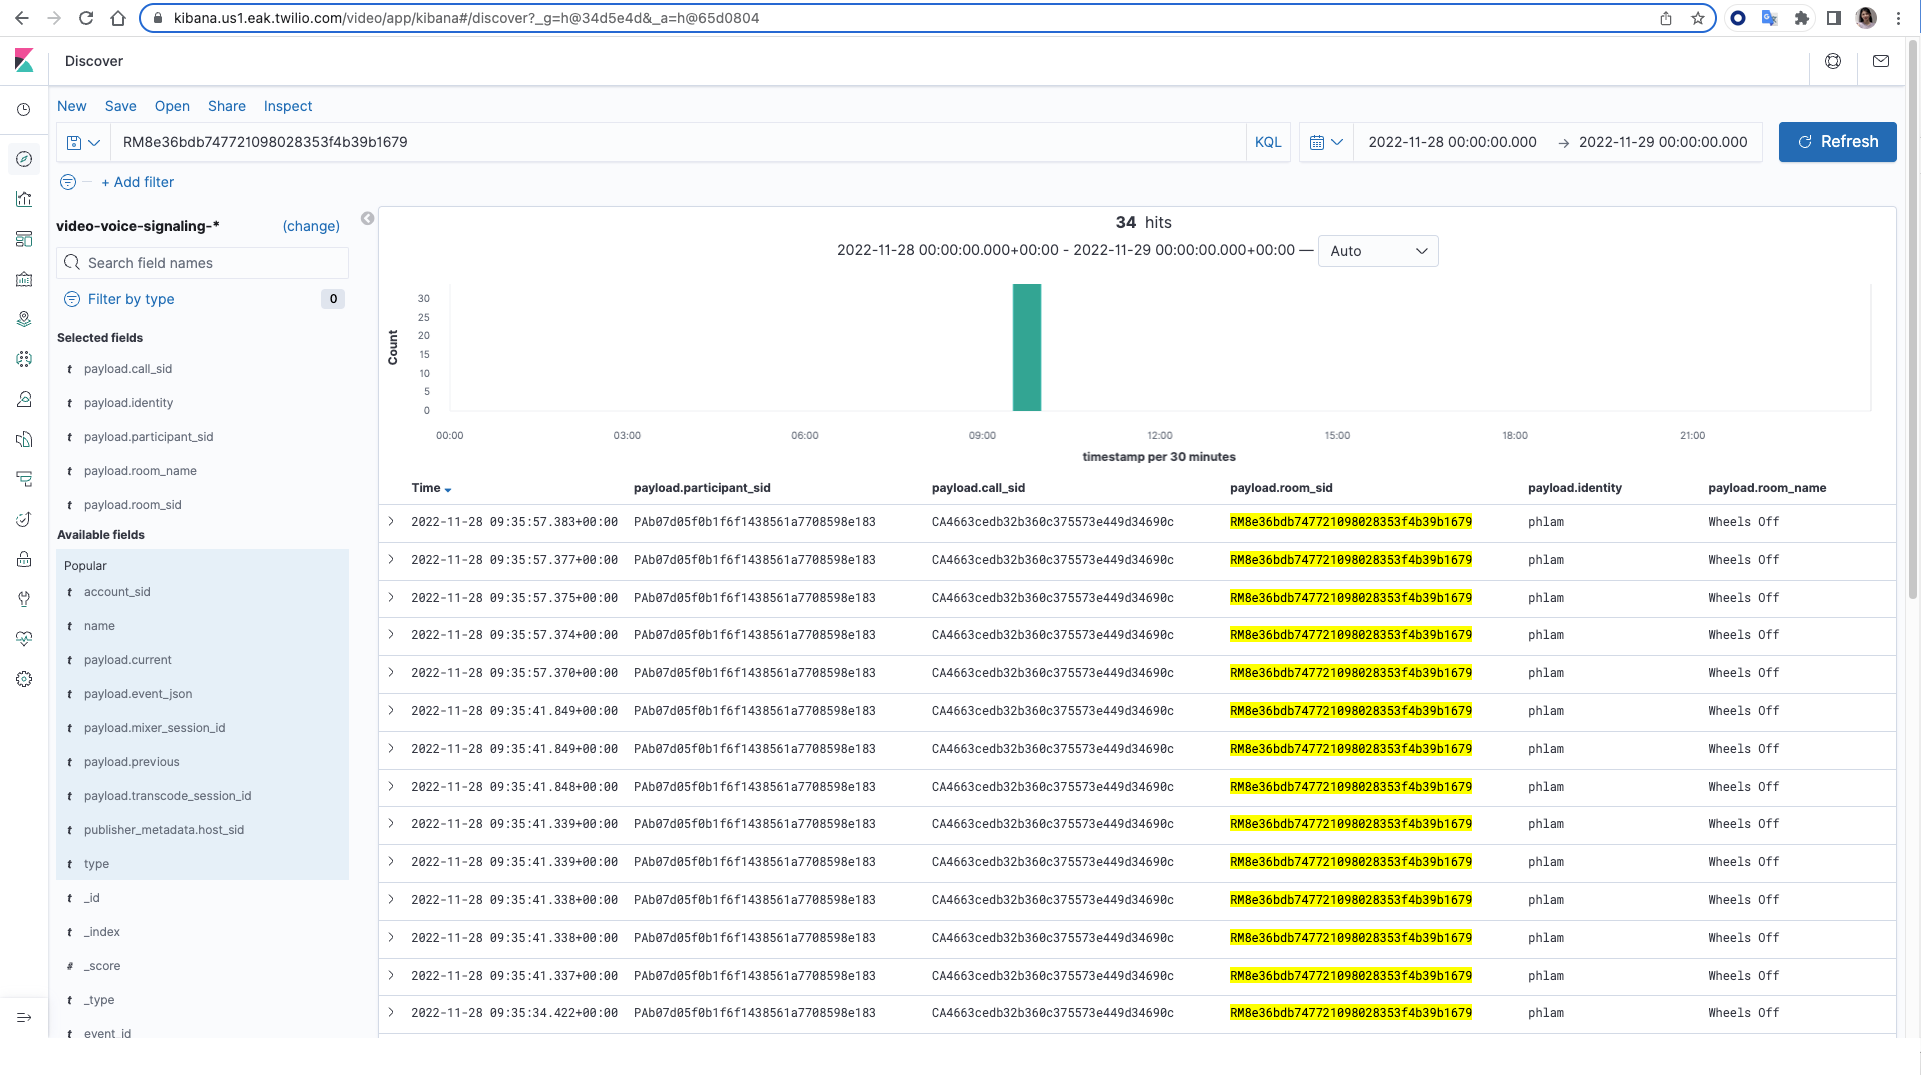 kibana.us1.eak.twilio.com/video/app/kibana#/discover?_g=h@34d5e4d&_a=h@65d0804
Discover
New Save Open Share Inspect
RM8e36bdb747721098028353f4b39b1679 KQL 2022-11-28 00:00:00.000 → 2022-11-29 00:00:00.000 Refresh
+ Add filter
video-voice-signaling-* (change)
Search field names
Filter by type 0
Selected fields
t payload.call_sid
t payload.identity
t payload.participant_sid
t payload.room_name
t payload.room_sid
Available fields
Popular
t account_sid
t name
t payload.current
t payload.event_json
t payload.mixer_session_id
t payload.previous
t payload.transcode_session_id
t publisher_metadata.host_sid
t type
t _id
t _index
# _score
t _type
t event_id
34 hits
2022-11-28 00:00:00.000+00:00 - 2022-11-29 00:00:00.000+00:00 — Auto
Count
30
25
20
15
10
5
0
00:00 03:00 06:00 09:00 12:00 15:00 18:00 21:00
timestamp per 30 minutes
Time payload.participant_sid payload.call_sid payload.room_sid payload.identity payload.room_name
2022-11-28 09:35:57.383+00:00 PAb07d05f0b1f6f1438561a7708598e183 CA4663cedb32b360c375573e449d34690c RM8e36bdb747721098028353f4b39b1679 phlam Wheels Off
2022-11-28 09:35:57.377+00:00 PAb07d05f0b1f6f1438561a7708598e183 CA4663cedb32b360c375573e449d34690c RM8e36bdb747721098028353f4b39b1679 phlam Wheels Off
2022-11-28 09:35:57.375+00:00 PAb07d05f0b1f6f1438561a7708598e183 CA4663cedb32b360c375573e449d34690c RM8e36bdb747721098028353f4b39b1679 phlam Wheels Off
2022-11-28 09:35:57.374+00:00 PAb07d05f0b1f6f1438561a7708598e183 CA4663cedb32b360c375573e449d34690c RM8e36bdb747721098028353f4b39b1679 phlam Wheels Off
2022-11-28 09:35:57.370+00:00 PAb07d05f0b1f6f1438561a7708598e183 CA4663cedb32b360c375573e449d34690c RM8e36bdb747721098028353f4b39b1679 phlam Wheels Off
2022-11-28 09:35:41.849+00:00 PAb07d05f0b1f6f1438561a7708598e183 CA4663cedb32b360c375573e449d34690c RM8e36bdb747721098028353f4b39b1679 phlam Wheels Off
2022-11-28 09:35:41.849+00:00 PAb07d05f0b1f6f1438561a7708598e183 CA4663cedb32b360c375573e449d34690c RM8e36bdb747721098028353f4b39b1679 phlam Wheels Off
2022-11-28 09:35:41.848+00:00 PAb07d05f0b1f6f1438561a7708598e183 CA4663cedb32b360c375573e449d34690c RM8e36bdb747721098028353f4b39b1679 phlam Wheels Off
2022-11-28 09:35:41.339+00:00 PAb07d05f0b1f6f1438561a7708598e183 CA4663cedb32b360c375573e449d34690c RM8e36bdb747721098028353f4b39b1679 phlam Wheels Off
2022-11-28 09:35:41.339+00:00 PAb07d05f0b1f6f1438561a7708598e183 CA4663cedb32b360c375573e449d34690c RM8e36bdb747721098028353f4b39b1679 phlam Wheels Off
2022-11-28 09:35:41.338+00:00 PAb07d05f0b1f6f1438561a7708598e183 CA4663cedb32b360c375573e449d34690c RM8e36bdb747721098028353f4b39b1679 phlam Wheels Off
2022-11-28 09:35:41.338+00:00 PAb07d05f0b1f6f1438561a7708598e183 CA4663cedb32b360c375573e449d34690c RM8e36bdb747721098028353f4b39b1679 phlam Wheels Off
2022-11-28 09:35:41.337+00:00 PAb07d05f0b1f6f1438561a7708598e183 CA4663cedb32b360c375573e449d34690c RM8e36bdb747721098028353f4b39b1679 phlam Wheels Off
2022-11-28 09:35:34.422+00:00 PAb07d05f0b1f6f1438561a7708598e183 CA4663cedb32b360c375573e449d34690c RM8e36bdb747721098028353f4b39b1679 phlam Wheels Off